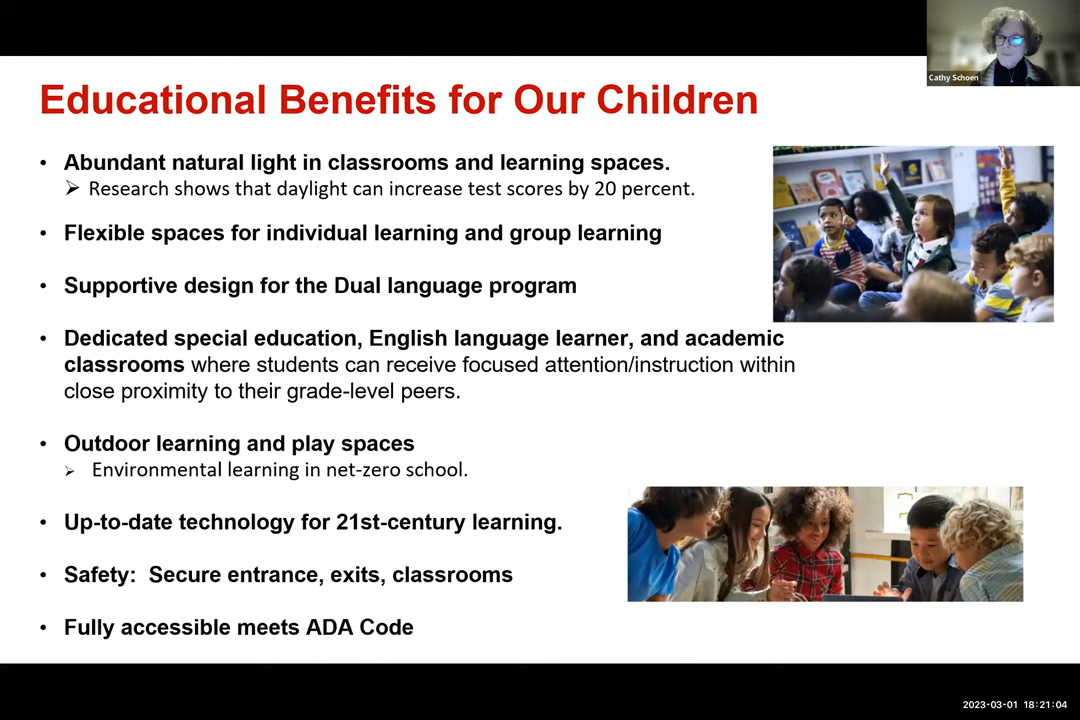 Cathy Schoen
Educational Benefits for Our Children
• Abundant natural light in classrooms and learning spaces.
➢ Research shows that daylight can increase test scores by 20 percent.
• Flexible spaces for individual learning and group learning
• Supportive design for the Dual language program
• Dedicated special education, English language learner, and academic
classrooms where students can receive focused attention/instruction within
close proximity to their grade-level peers.
• Outdoor learning and play spaces
➢ Environmental learning in net-zero school.
• Up-to-date technology for 21st-century learning.
• Safety:  Secure entrance, exits, classrooms
• Fully accessible meets ADA Code
2023-03-01 18:21:04